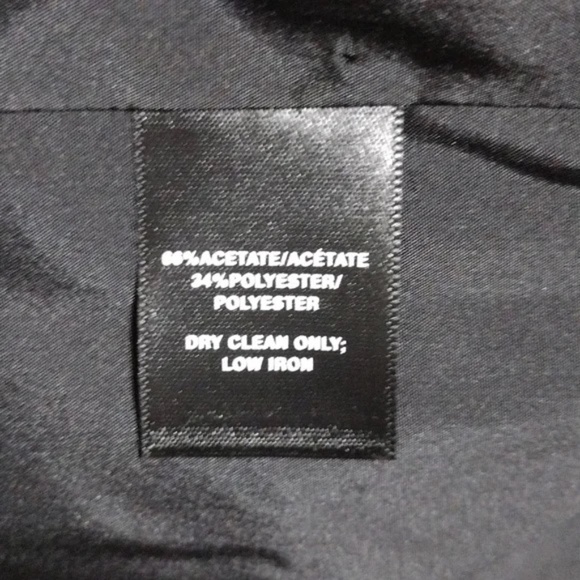 66%ACETATE/ACÉTATE
34%POLYESTER/
POLYESTER
DRY CLEAN ONLY;
LOW IRON